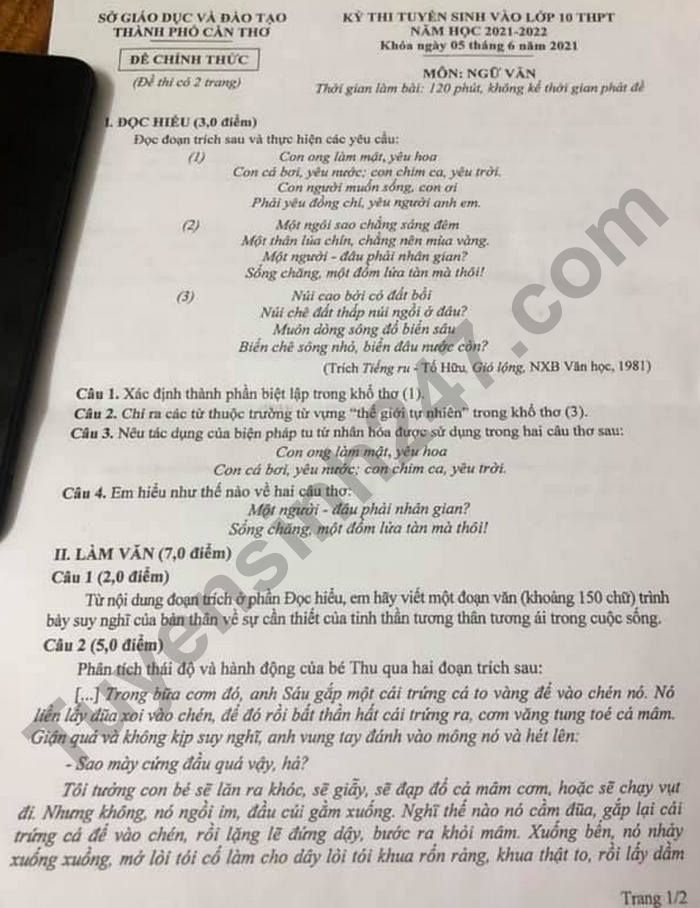 SỞ GIÁO DỤC VÀ ĐÀO TẠO
THÀNH PHỐ CẦN THƠ
ĐỀ CHÍNH THỨC
(Đề thi có 2 trang)
KỲ THI TUYỂN SINH VÀO LỚP 10 THPT
NĂM HỌC 2021-2022
Khóa ngày 05 tháng 6 năm 2021
MÔN: NGỮ VĂN
Thời gian làm bài: 120 phút, không kể thời gian phát đề
I. ĐỌC HIỂU (3,0 điểm)
Đọc đoạn trích sau và thực hiện các yêu cầu:
(1) Con ong làm mật, yêu hoa
Con cá bơi, yêu nước; con chim ca, yêu trời.
Con người muốn sống, con ơi
Phải yêu đồng chí, yêu người anh em.
(2) Một ngôi sao chẳng sáng đêm
Một thân lúa chín, chẳng nên mùa vàng.
Một người - đâu phải nhân gian?
Sống chăng, một đốm lửa tàn mà thôi!
(3) Núi cao bởi có đất bồi
Núi chê đất thấp núi ngồi ở đâu?
Muôn dòng sông đổ biển sâu
Biển chê sông nhỏ, biển đâu nước còn?
(Trích Tiếng ru - Tố Hữu, Gió lộng, NXB Văn học, 1981)
Câu 1. Xác định thành phần biệt lập trong khổ thơ (1).
Câu 2. Chỉ ra các từ thuộc trường từ vựng “thế giới tự nhiên” trong khổ thơ (3).
Câu 3. Nêu tác dụng của biện pháp tu từ nhân hóa được sử dụng trong hai câu thơ sau:
Con ong làm mật, yêu hoa
Con cá bơi, yêu nước; con chim ca, yêu trời.
Câu 4. Em hiểu như thế nào về hai câu thơ:
Một người - đâu phải nhân gian?
Sống chăng, một đốm lửa tàn mà thôi!
II. LÀM VĂN (7,0 điểm)
Câu 1 (2,0 điểm)
Từ nội dung đoạn trích ở phần Đọc hiểu, em hãy viết một đoạn văn (khoảng 150 chữ) trình
bày suy nghĩ của bản thân về sự cần thiết của tinh thần tương thân tương ái trong cuộc sống.
Câu 2 (5,0 điểm)
Phân tích thái độ và hành động của bé Thu qua hai đoạn trích sau:
[...] Trong bữa cơm đó, anh Sáu gắp một cái trứng cá to vàng để vào chén nó. Nó
liền lấy đũa xoi vào chén, để đó rồi bất thần hất cái trứng ra, cơm văng tung toé cả mâm.
Giận quá và không kịp suy nghĩ, anh vung tay đánh vào mông nó và hét lên:
- Sao mày cứng đầu quá vậy, hả?
Tôi tưởng con bé sẽ lăn ra khóc, sẽ giẫy, sẽ đạp đổ cả mâm cơm, hoặc sẽ chạy vụt
đi. Nhưng không, nó ngồi im, đầu cúi gằm xuống. Nghĩ thế nào nó cầm đũa, gắp lại cái
trứng cá để vào chén, rồi lặng lẽ đứng dậy, bước ra khỏi mâm. Xuống bến, nó nhảy
xuống xuồng, mở lòi tói cố làm cho dây lòi tói khua rổn rảng, khua thật to, rồi lấy dầm
Trang 1/2
Tuyensinh247.com